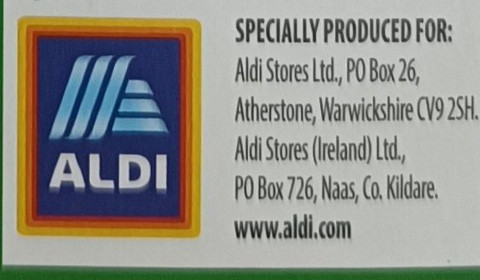 ALDI
SPECIALLY PRODUCED FOR:
Aldi Stores Ltd., PO Box 26,
Atherstone, Warwickshire CV9 2SH.
Aldi Stores (Ireland) Ltd.,
PO Box 726, Naas, Co. Kildare.
www.aldi.com